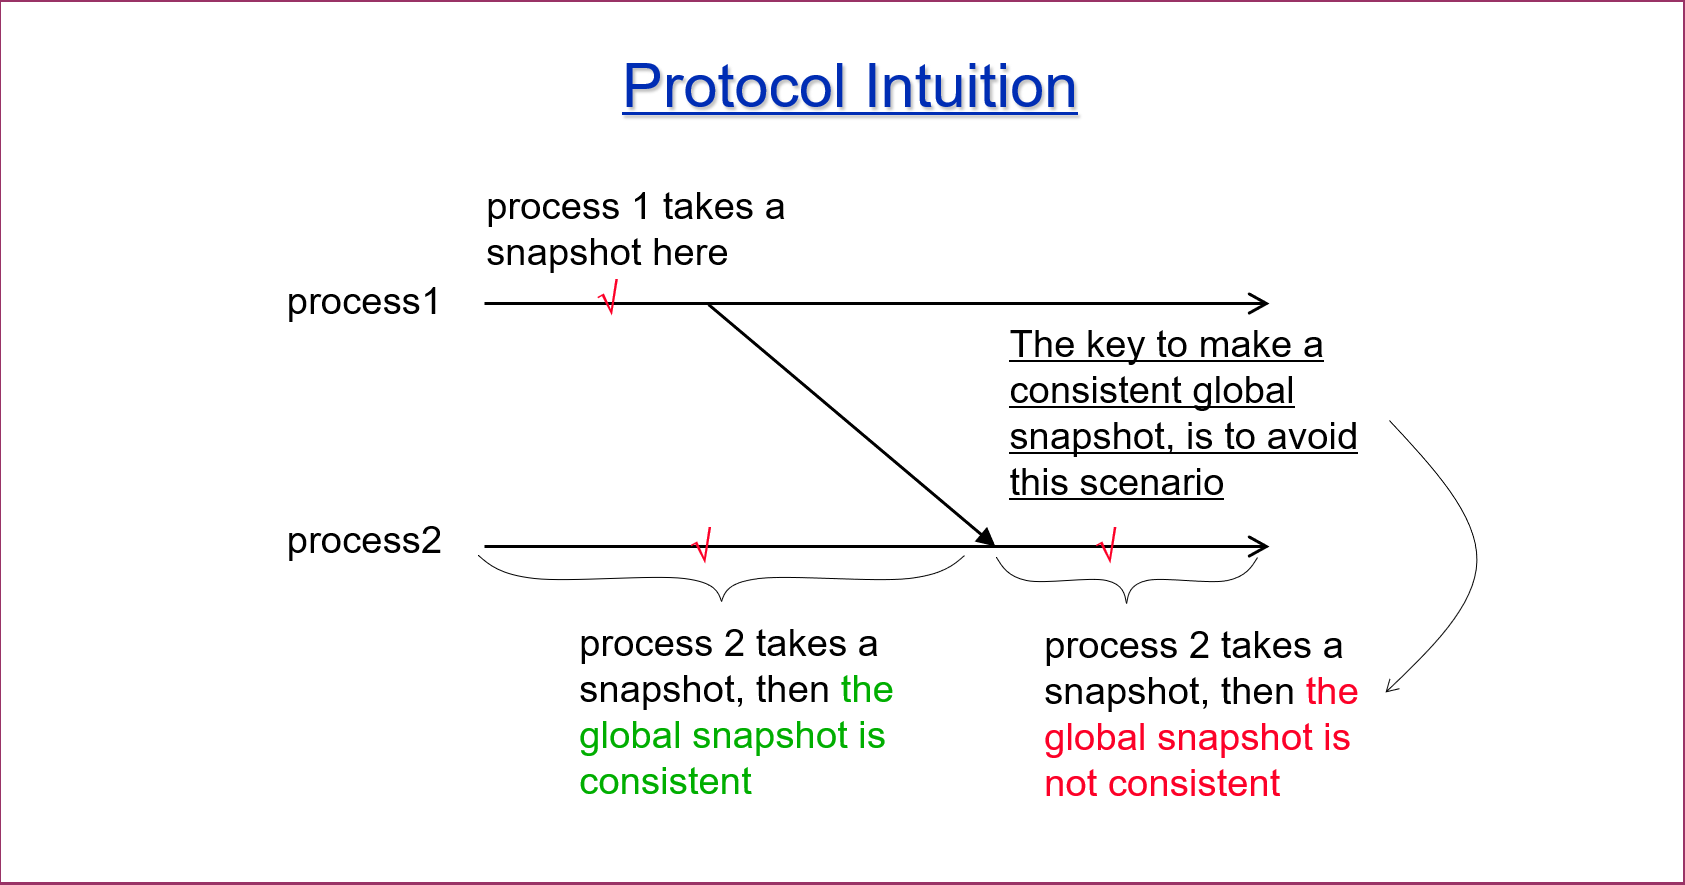 Protocol Intuition
process 1 takes a
snapshot here
process1
The key to make a
consistent global
snapshot, is to avoid
this scenario
process2
process 2 takes a
snapshot, then the
global snapshot is
consistent
process 2 takes a
snapshot, then the
global snapshot is
not consistent